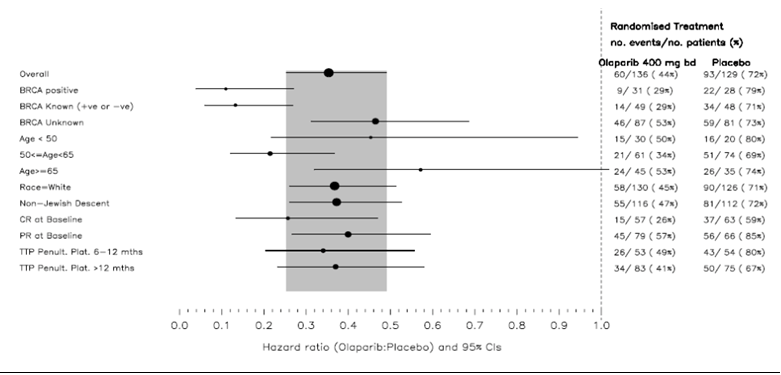 Randomised Treatment
no. events/no. patients (%)
Olaparib 400 mg bd Placebo
Overall 60/136 ( 44%) 93/129 ( 72%)
BRCA positive 9/ 31 ( 29%) 22/ 28 ( 79%)
BRCA Known (+ve or −ve) 14/ 49 ( 29%) 34/ 48 ( 71%)
BRCA Unknown 46/ 87 ( 53%) 59/ 81 ( 73%)
Age < 50 15/ 30 ( 50%) 16/ 20 ( 80%)
50<=Age<65 21/ 61 ( 34%) 51/ 74 ( 69%)
Age>=65 24/ 45 ( 53%) 26/ 35 ( 74%)
Race=White 58/130 ( 45%) 90/126 ( 71%)
Non−Jewish Descent 55/116 ( 47%) 81/112 ( 72%)
CR at Baseline 15/ 57 ( 26%) 37/ 63 ( 59%)
PR at Baseline 45/ 79 ( 57%) 56/ 66 ( 85%)
TTP Penult. Plat. 6−12 mths 26/ 53 ( 49%) 43/ 54 ( 80%)
TTP Penult. Plat. >12 mths 34/ 83 ( 41%) 50/ 75 ( 67%)
0.0 0.1 0.2 0.3 0.4 0.5 0.6 0.7 0.8 0.9 1.0
Hazard ratio (Olaparib:Placebo) and 95% CIs